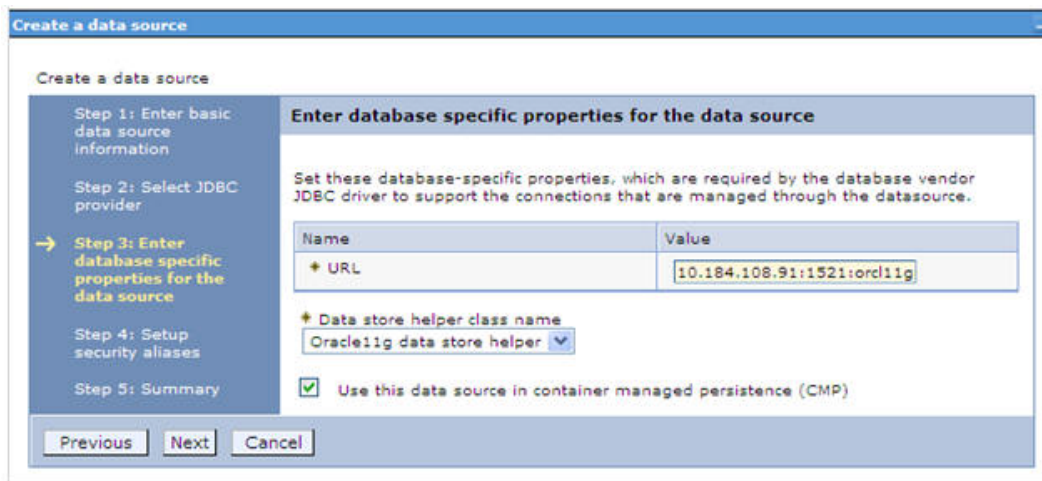 Create a data source
Create a data source
Step 1: Enter basic
data source
information
Step 2: Select JDBC
provider
Step 3: Enter
database specific
properties for the
data source
Step 4: Setup
security aliases
Step 5: Summary
Enter database specific properties for the data source
Set these database-specific properties, which are required by the database vendor
JDBC driver to support the connections that are managed through the datasource.
Name Value
URL 10.184.108.91:1521:orcl11g
Data store helper class name
Oracle11g data store helper
Use this data source in container managed persistence (CMP)
Previous Next Cancel